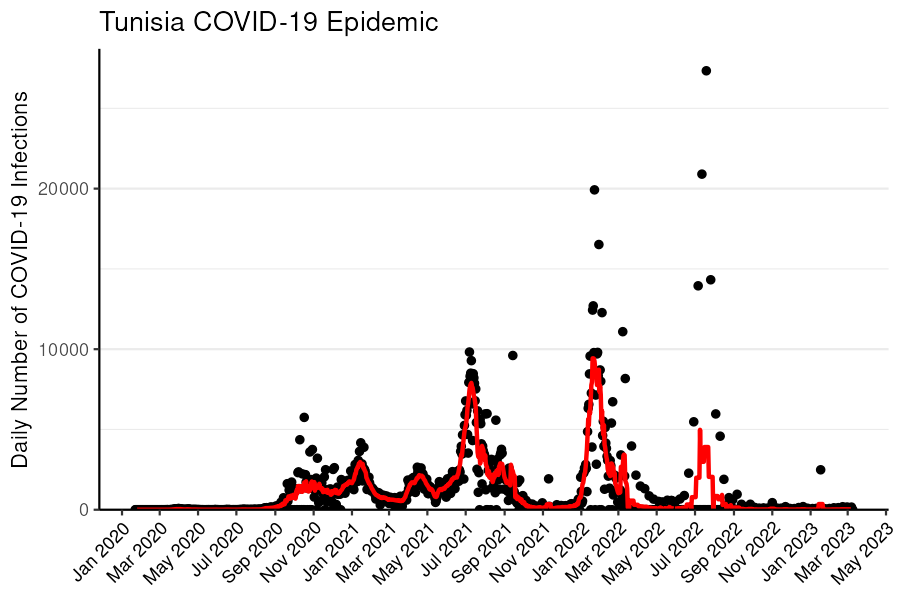 Tunisia COVID-19 Epidemic
Daily Number of COVID-19 Infections
20000
10000
0
Jan 2020
Mar 2020
May 2020
Jul 2020
Sep 2020
Nov 2020
Jan 2021
Mar 2021
May 2021
Jul 2021
Sep 2021
Nov 2021
Jan 2022
Mar 2022
May 2022
Jul 2022
Sep 2022
Nov 2022
Jan 2023
Mar 2023
May 2023